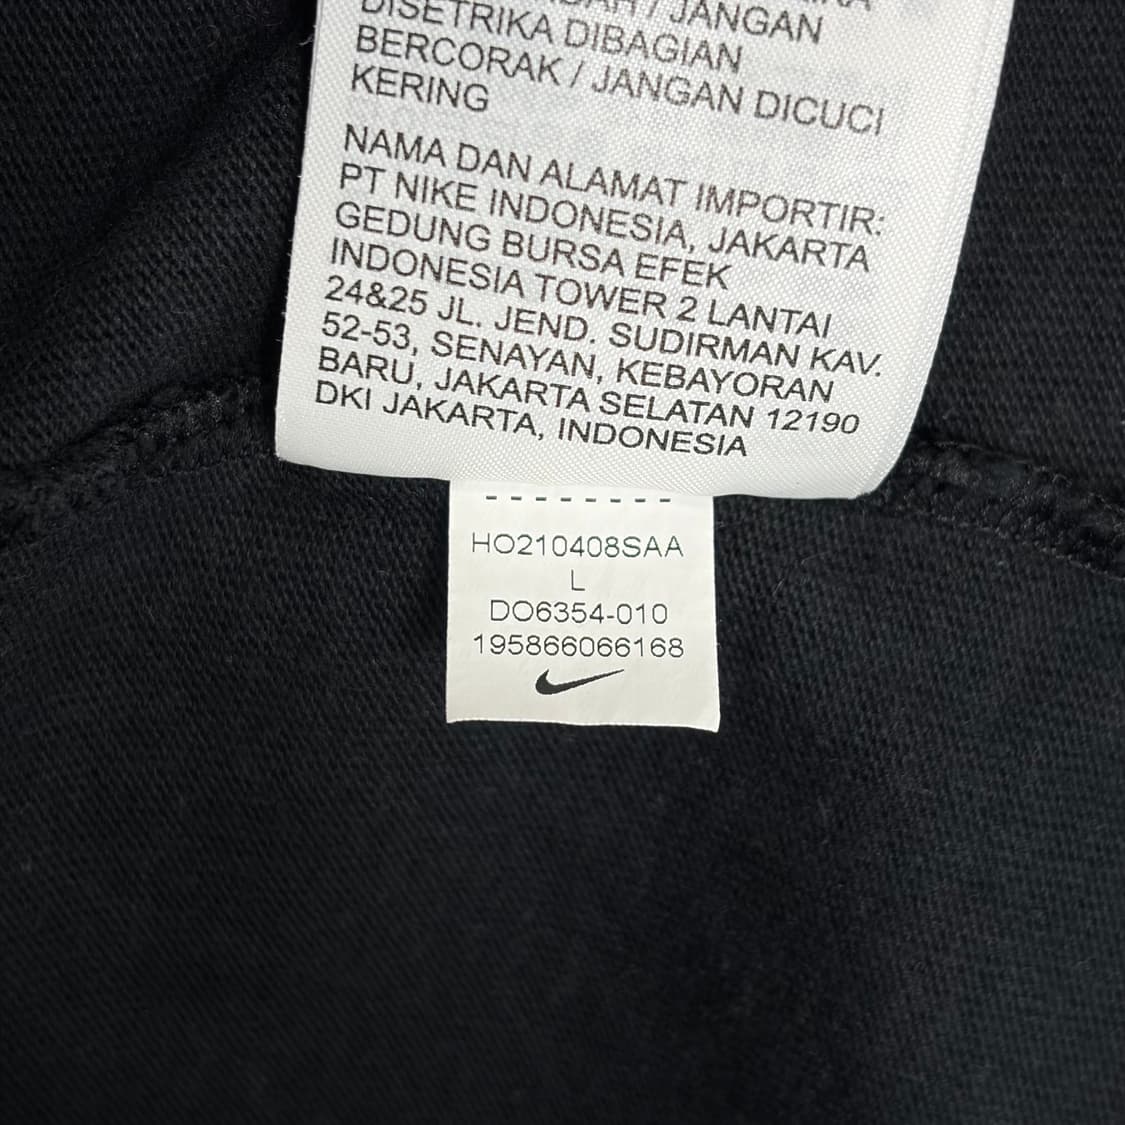 JANGAN
DISETRIKA DIBAGIAN
BERCORAK / JANGAN DICUCI
KERING
NAMA DAN ALAMAT IMPORTIR:
PT NIKE INDONESIA, JAKARTA
GEDUNG BURSA EFEK
INDONESIA TOWER 2 LANTAI
24&25 JL. JEND. SUDIRMAN KAV.
52-53, SENAYAN, KEBAYORAN
BARU, JAKARTA SELATAN 12190
DKI JAKARTA, INDONESIA
HO210408SAA
L
DO6354-010
195866066168